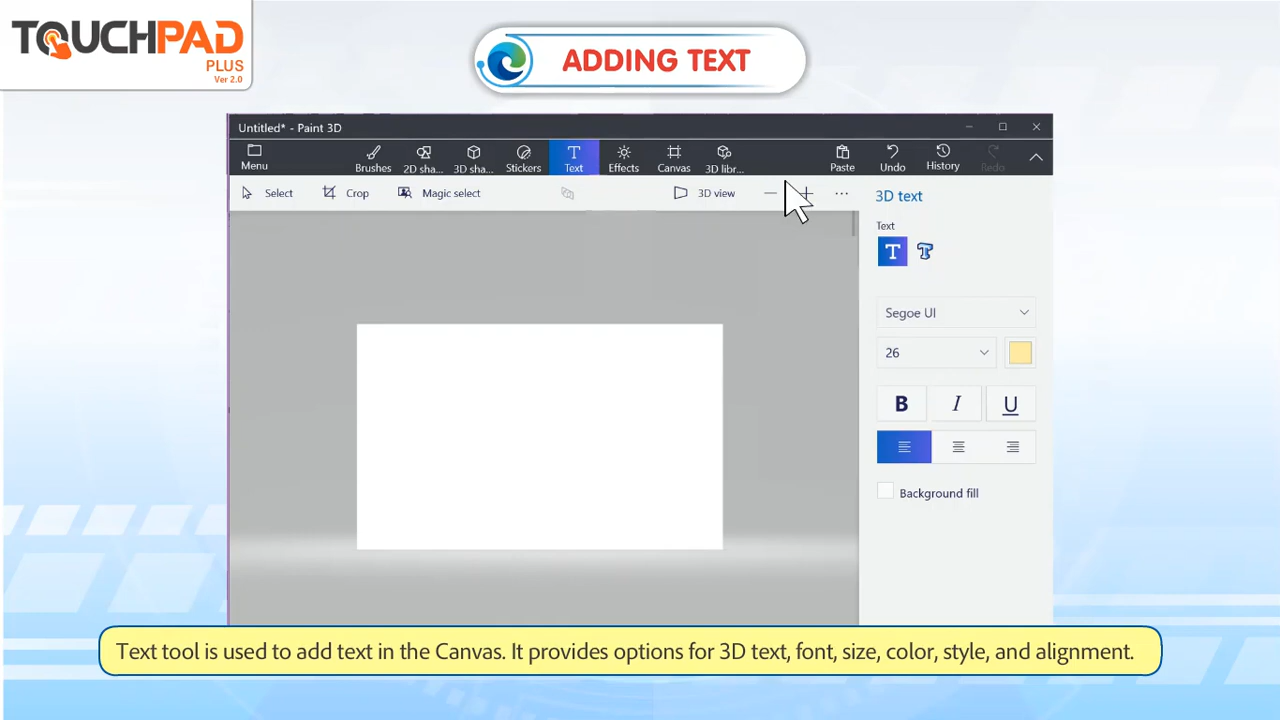 TOUCHPAD
PLUS
Ver 2.0
ADDING TEXT
Untitled* - Paint 3D
Menu
Brushes
2D sha...
3D sha...
Stickers
Text
Effects
Canvas
3D libr...
Paste
Undo
History
Redo
Select
Crop
Magic select
3D view
3D text
Text
Segoe UI
26
B
I
U
Background fill
Text tool is used to add text in the Canvas. It provides options for 3D text, font, size, color, style, and alignment.